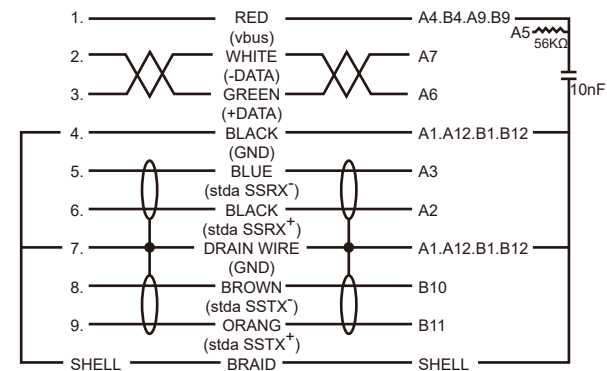 1. RED A4.B4.A9.B9
(vbus) A5 56KΩ
2. WHITE A7
(-DATA) 10nF
3. GREEN A6
(+DATA)
4. BLACK A1.A12.B1.B12
(GND)
5. BLUE A3
(stda SSRX-)
6. BLACK A2
(stda SSRX+)
7. DRAIN WIRE A1.A12.B1.B12
(GND)
8. BROWN B10
(stda SSTX-)
9. ORANG B11
(stda SSTX+)
SHELL BRAID SHELL